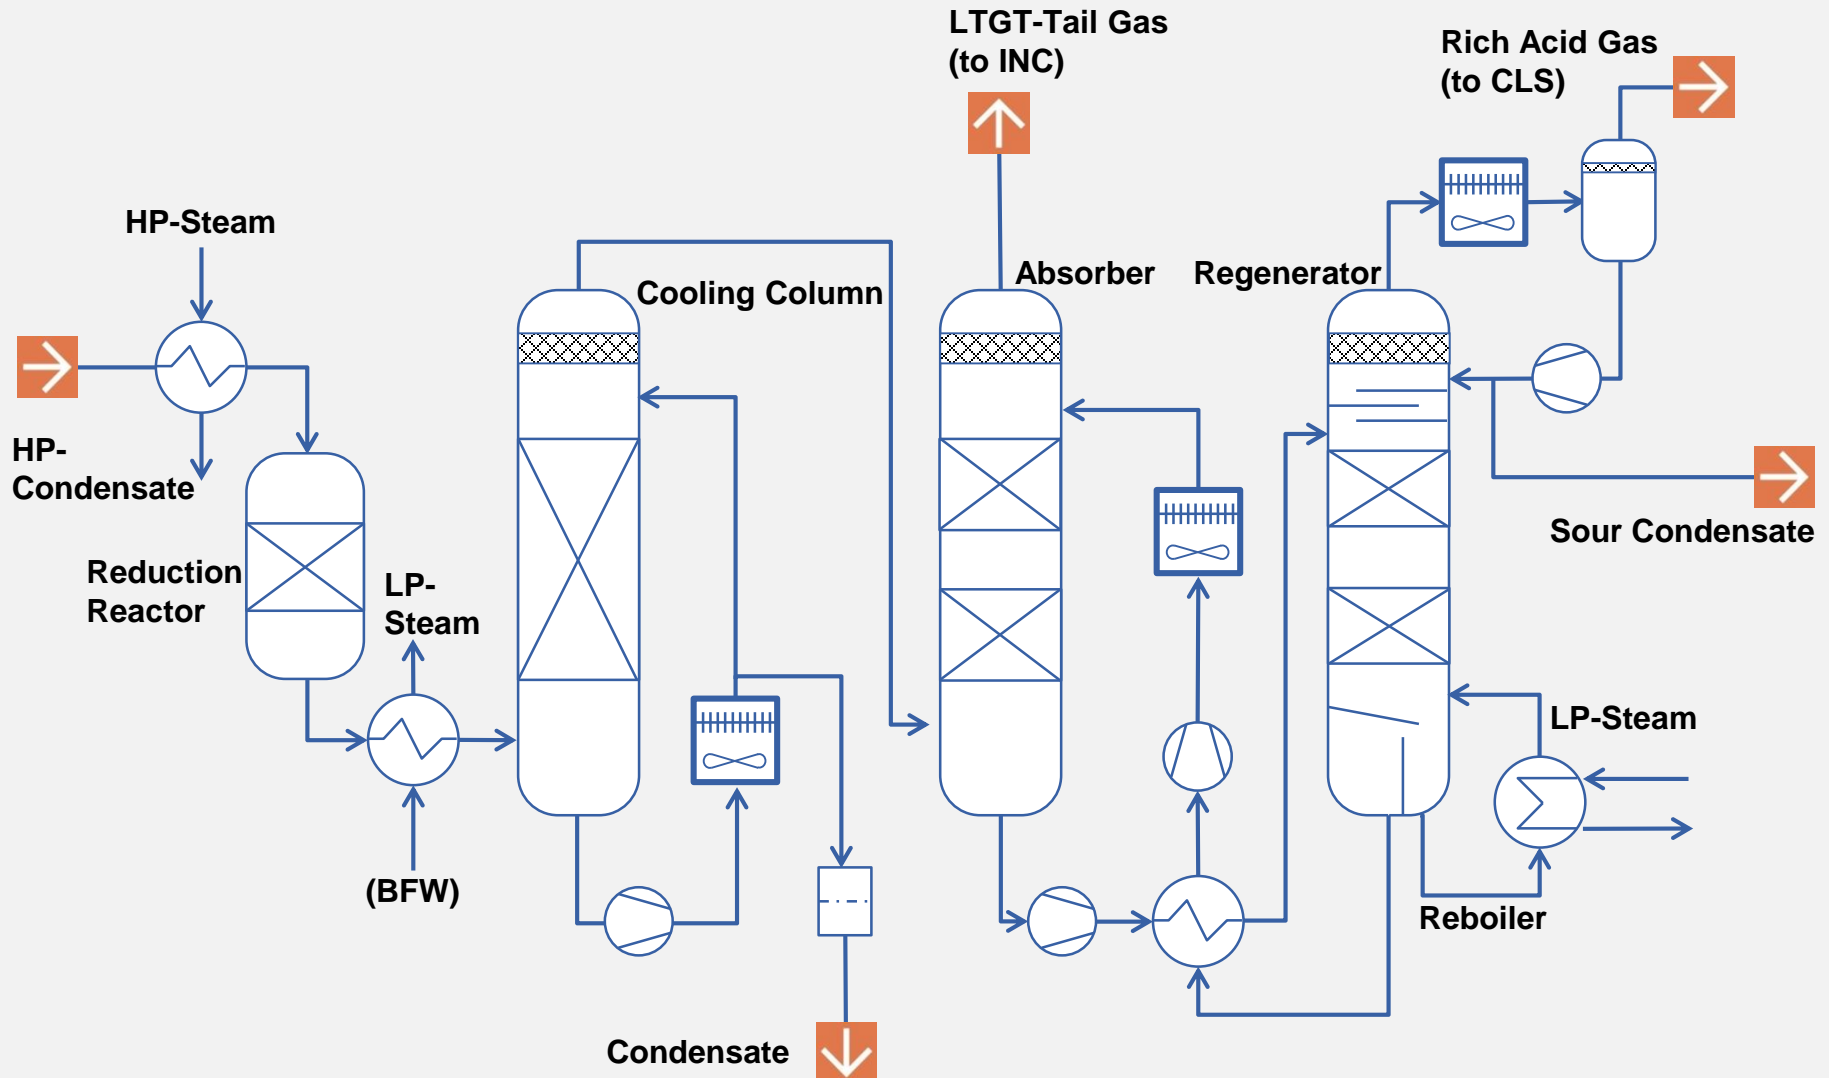 LTGT-Tail Gas
(to INC)
Rich Acid Gas
(to CLS)
HP-Steam
Cooling Column
Absorber
Regenerator
HP-
Condensate
Reduction
Reactor
LP-
Steam
Sour Condensate
LP-Steam
(BFW)
Reboiler
Condensate